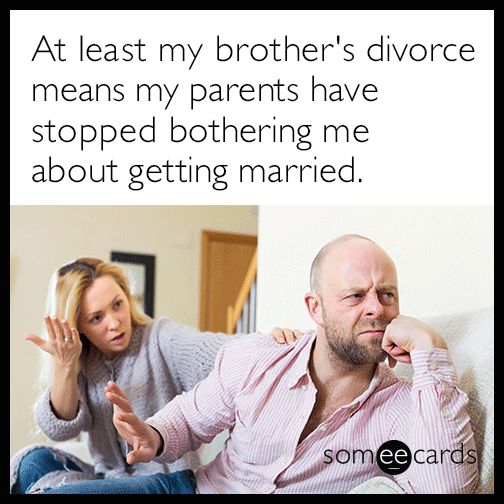 At least my brother's divorce
means my parents have
stopped bothering me
about getting married.
someecards